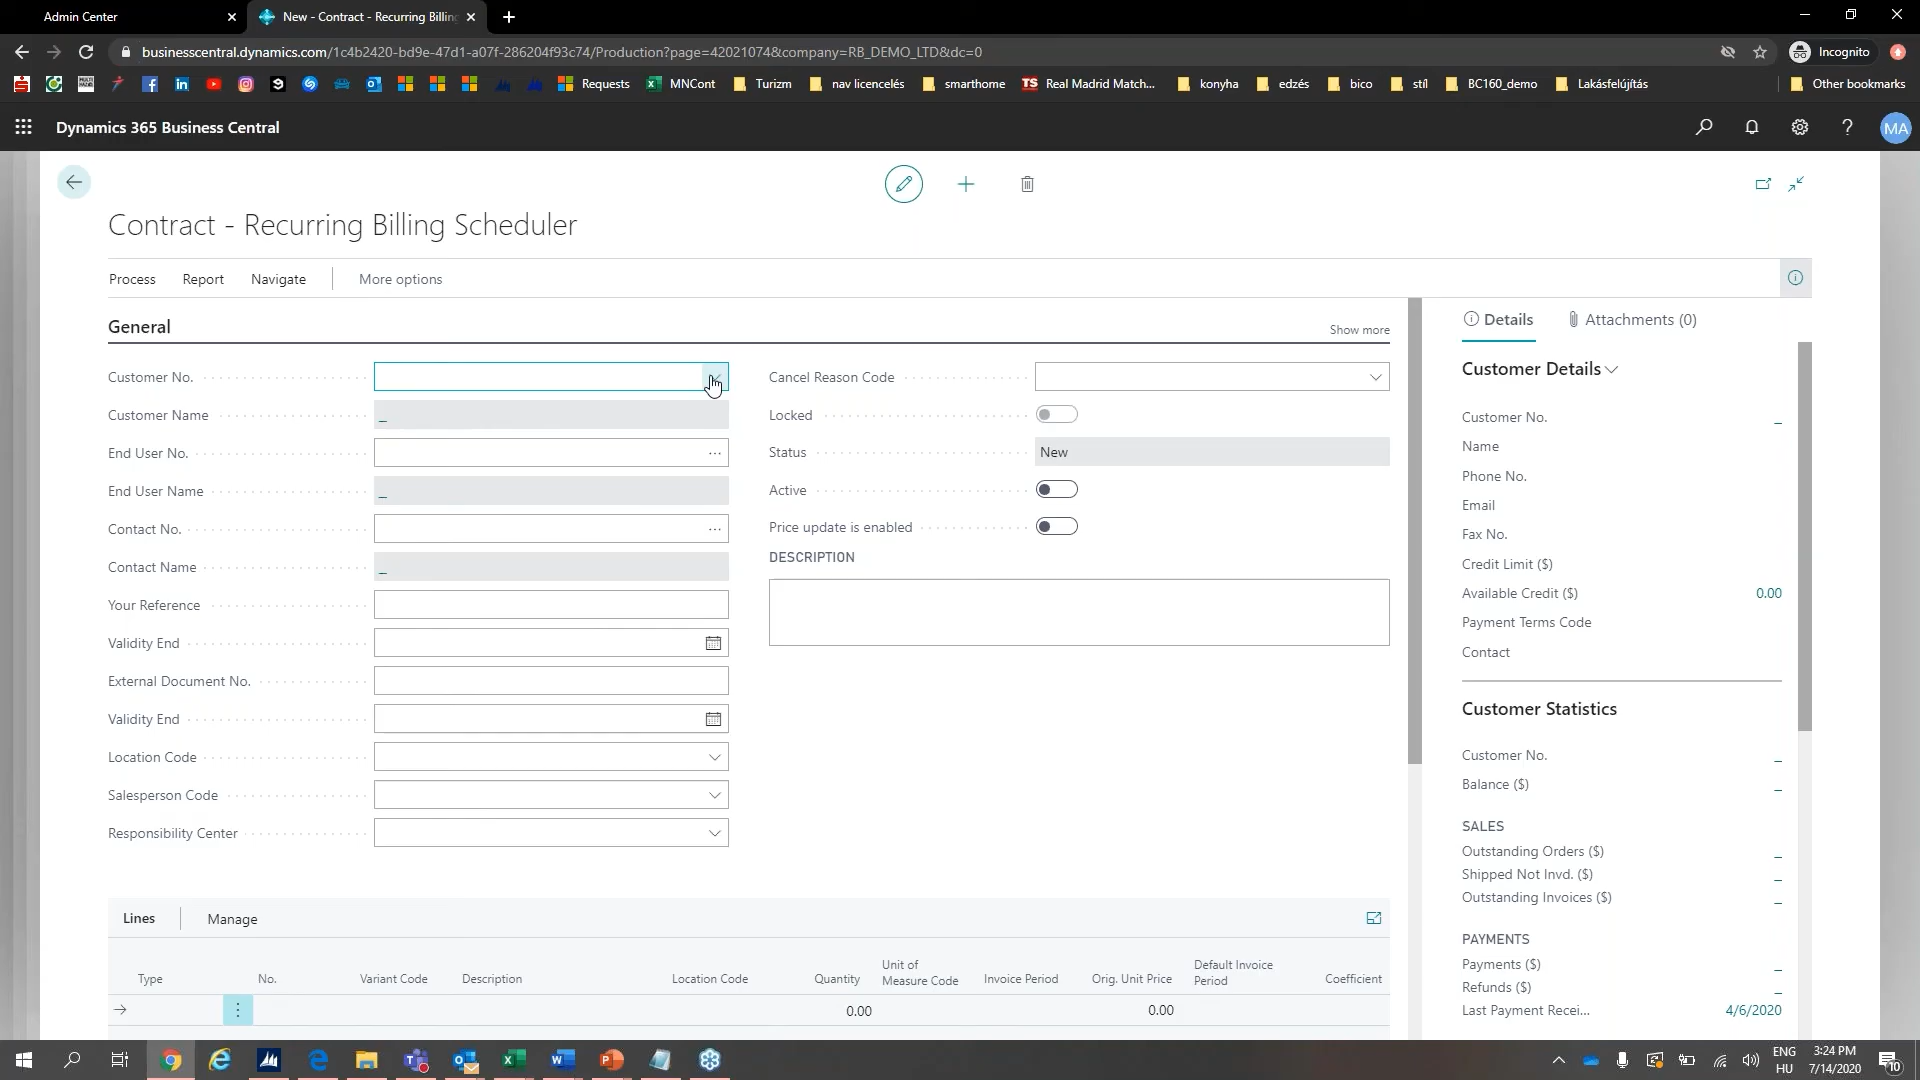 Admin Center
New - Contract - Recurring Billing
businesscentral.dynamics.com/1c4b2420-bd9e-47d1-a07f-286204f93c74/Production?page=42021074&company=RB_DEMO_LTD&dc=0
Incognito
Requests
MNCont
Turizm
nav licencelés
smarthome
TS Real Madrid Match...
konyha
edzés
bico
stíl
BC160_demo
Lakásfelújítás
Other bookmarks
Dynamics 365 Business Central
MA
Contract - Recurring Billing Scheduler
Process
Report
Navigate
More options
General
Show more
Customer No.
Customer Name
_
End User No.
End User Name
_
Contact No.
Contact Name
_
Your Reference
Validity End
External Document No.
Validity End
Location Code
Salesperson Code
Responsibility Center
Cancel Reason Code
Locked
Status
New
Active
Price update is enabled
DESCRIPTION
Details
Attachments (0)
Customer Details
Customer No.
_
Name
Phone No.
Email
Fax No.
Credit Limit ($)
Available Credit ($)
0.00
Payment Terms Code
Contact
Customer Statistics
Customer No.
_
Balance ($)
_
SALES
Outstanding Orders ($)
_
Shipped Not Invd. ($)
_
Outstanding Invoices ($)
_
PAYMENTS
Payments ($)
_
Refunds ($)
_
Last Payment Recei...
4/6/2020
Lines
Manage
Type
No.
Variant Code
Description
Location Code
Quantity
Unit of
Measure Code
Invoice Period
Orig. Unit Price
Default Invoice
Period
Coefficient
0.00
0.00
ENG
HU
3:24 PM
7/14/2020
10